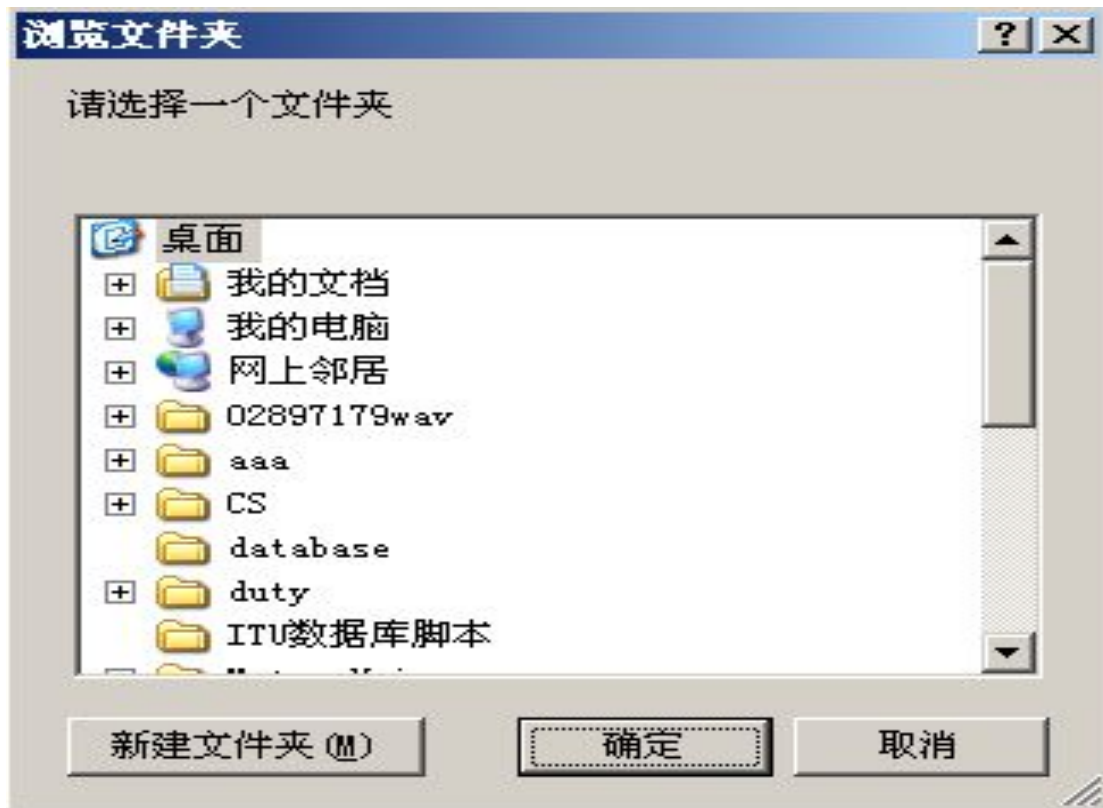 浏览文件夹
请选择一个文件夹
桌面
我的文档
我的电脑
网上邻居
02897179wav
aaa
CS
database
duty
ITU数据库脚本
新建文件夹(M) 确定 取消